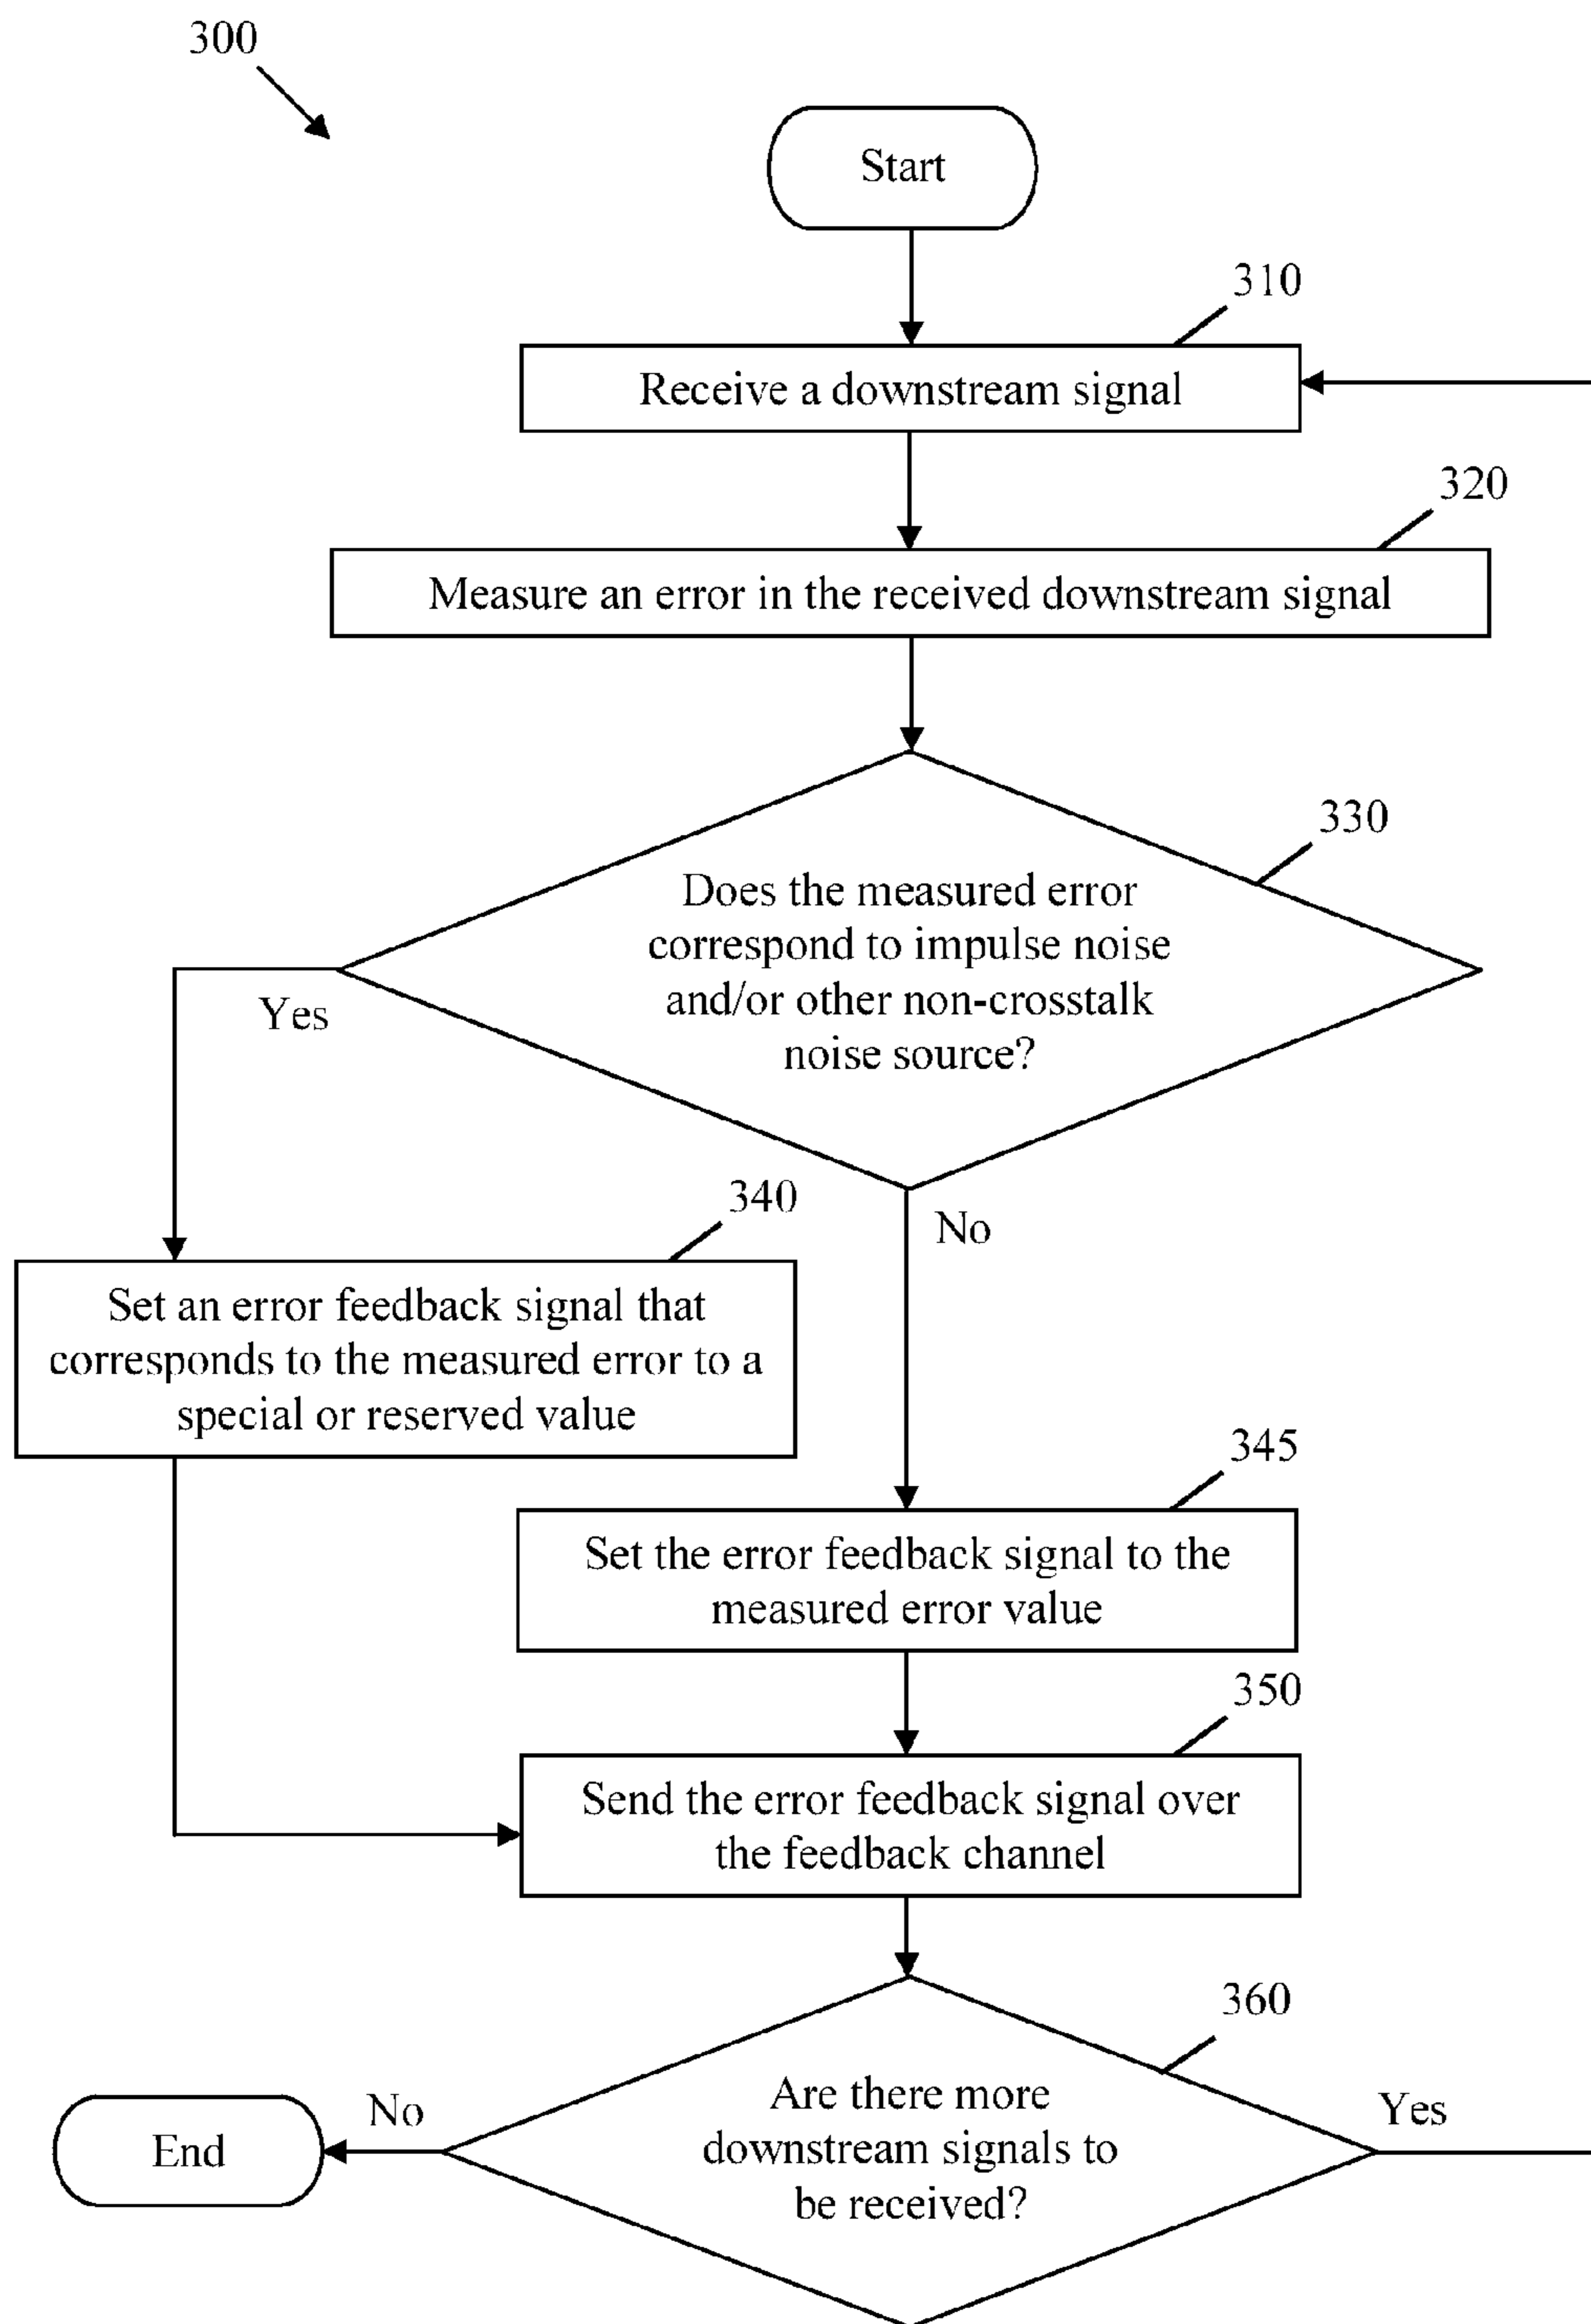 300
Start
310
Receive a downstream signal
320
Measure an error in the received downstream signal
330
Does the measured error
correspond to impulse noise
and/or other non-crosstalk
noise source?
Yes
No
340
Set an error feedback signal that
corresponds to the measured error to a
special or reserved value
345
Set the error feedback signal to the
measured error value
350
Send the error feedback signal over
the feedback channel
360
Are there more
downstream signals to
be received?
No
Yes
End